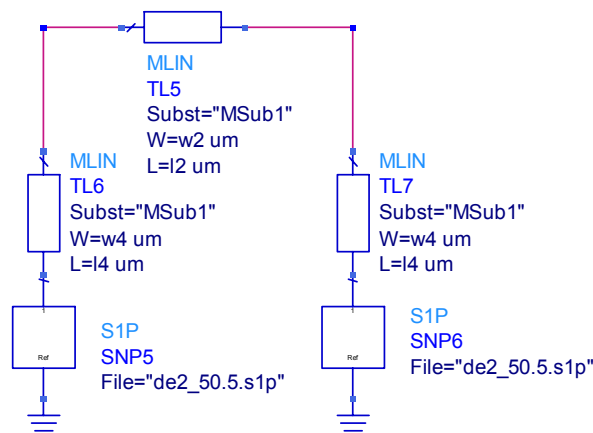 MLIN
TL5
Subst="MSub1"
W=w2 um
L=l2 um
MLIN
TL6
Subst="MSub1"
W=w4 um
L=l4 um
MLIN
TL7
Subst="MSub1"
W=w4 um
L=l4 um
1
Ref
S1P
SNP5
File="de2_50.5.s1p"
1
Ref
S1P
SNP6
File="de2_50.5.s1p"